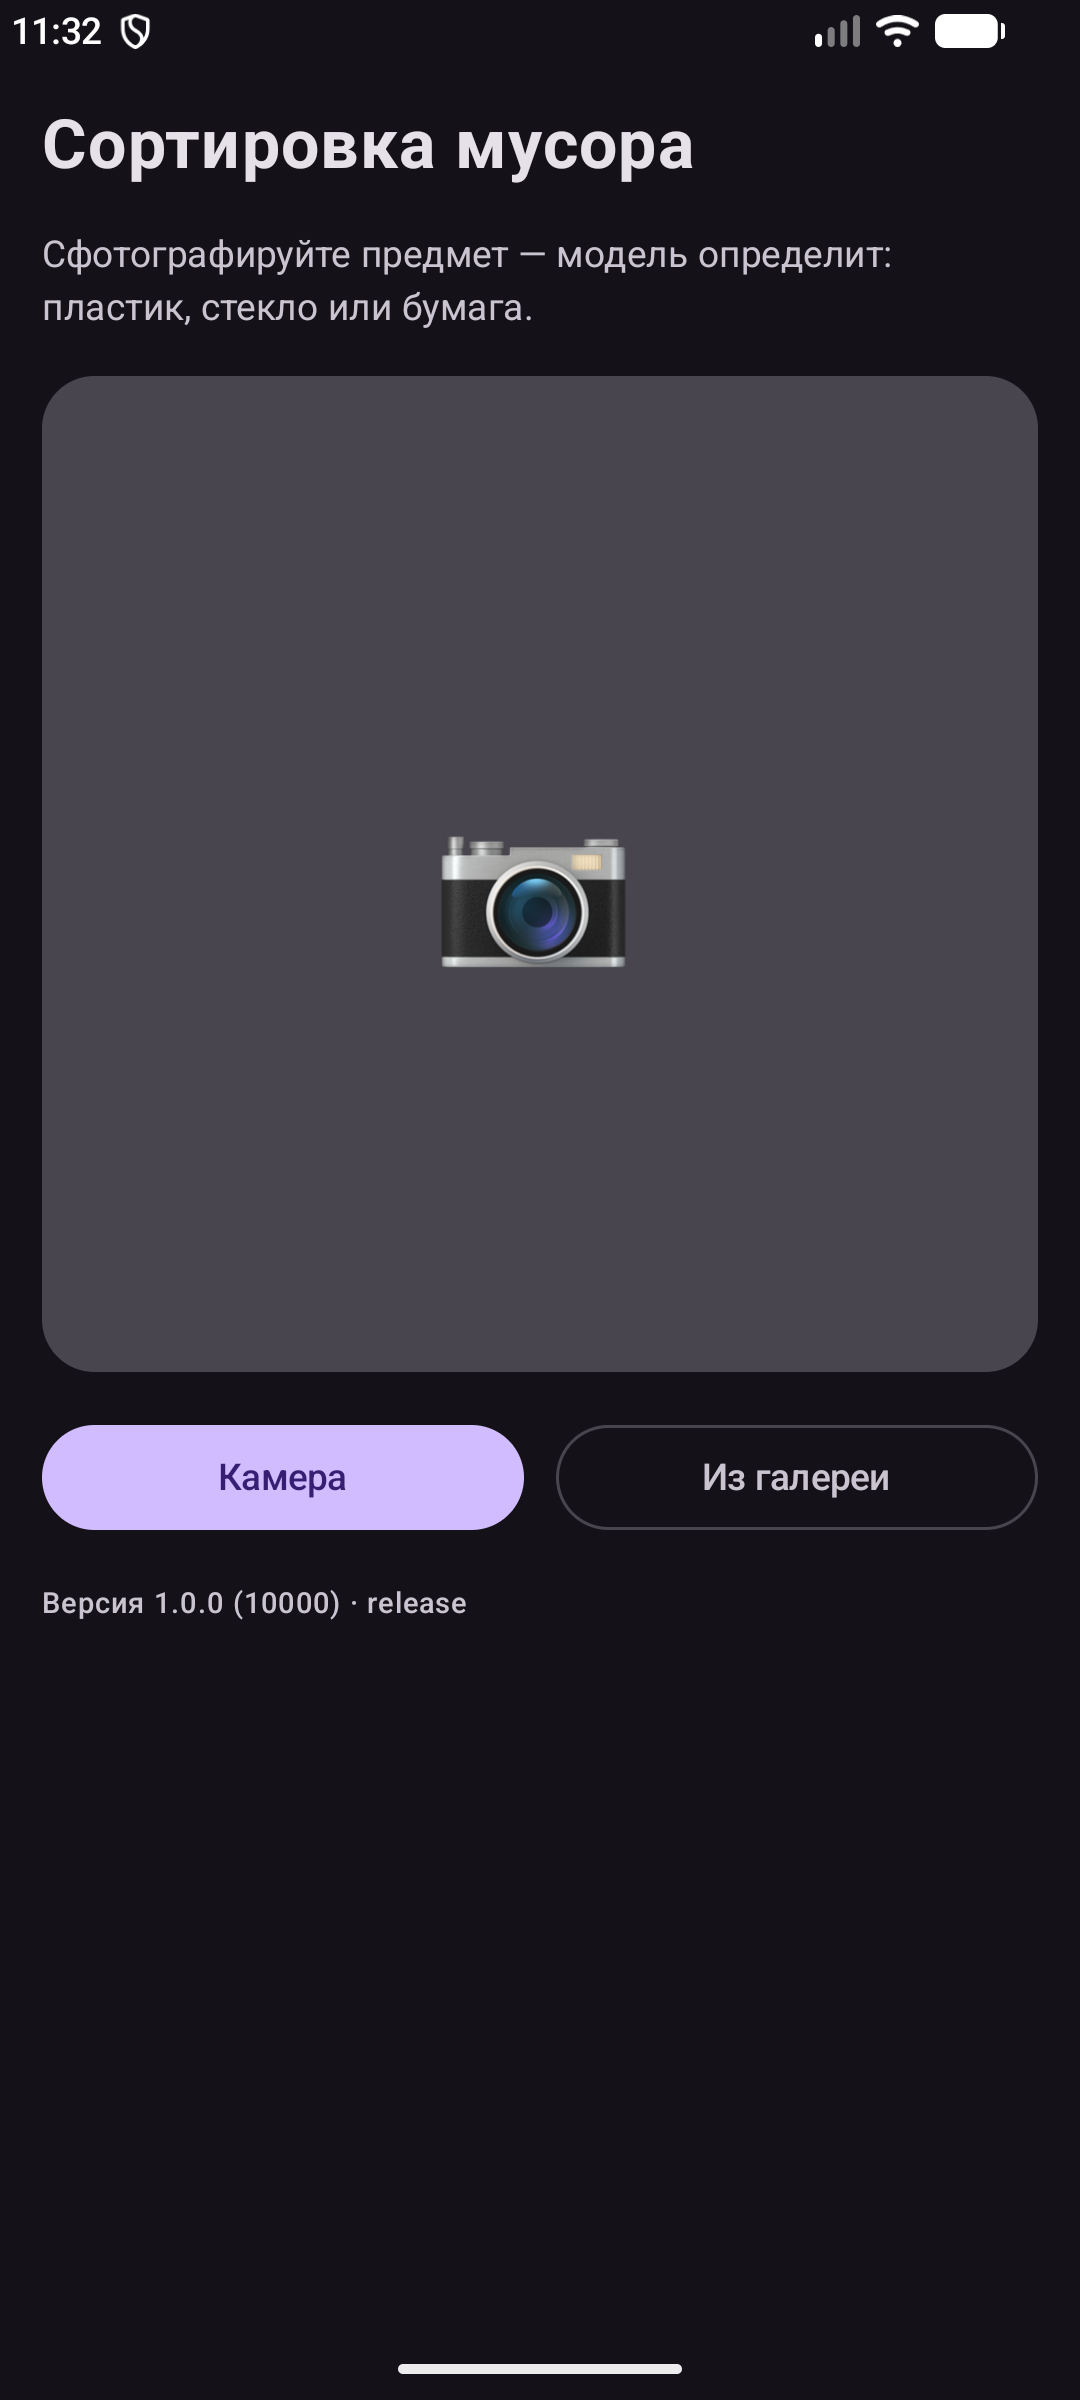 11:32
Сортировка мусора
Сфотографируйте предмет — модель определит:
пластик, стекло или бумага.
Камера
Из галереи
Версия 1.0.0 (10000) · release